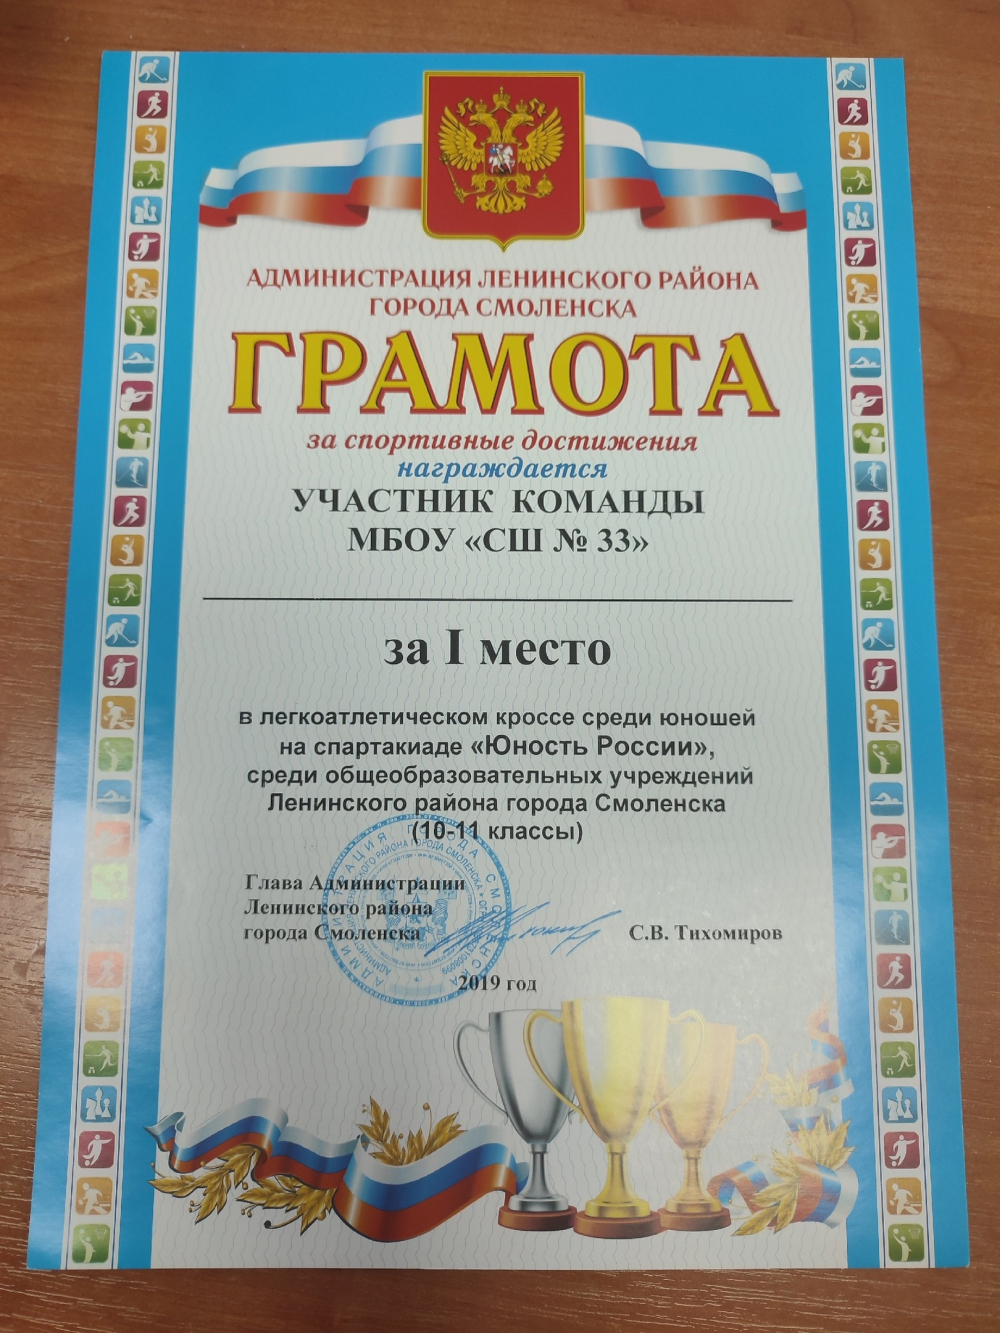 АДМИНИСТРАЦИЯ ЛЕНИНСКОГО РАЙОНА
ГОРОДА СМОЛЕНСКА
ГРАМОТА
за спортивные достижения
награждается
УЧАСТНИК КОМАНДЫ
МБОУ «СШ № 33»
за I место
в легкоатлетическом кроссе среди юношей
на спартакиаде «Юность России»,
среди общеобразовательных учреждений
Ленинского района города Смоленска
(10-11 классы)
Глава Администрации
Ленинского района
города Смоленска
С.В. Тихомиров
2019 год